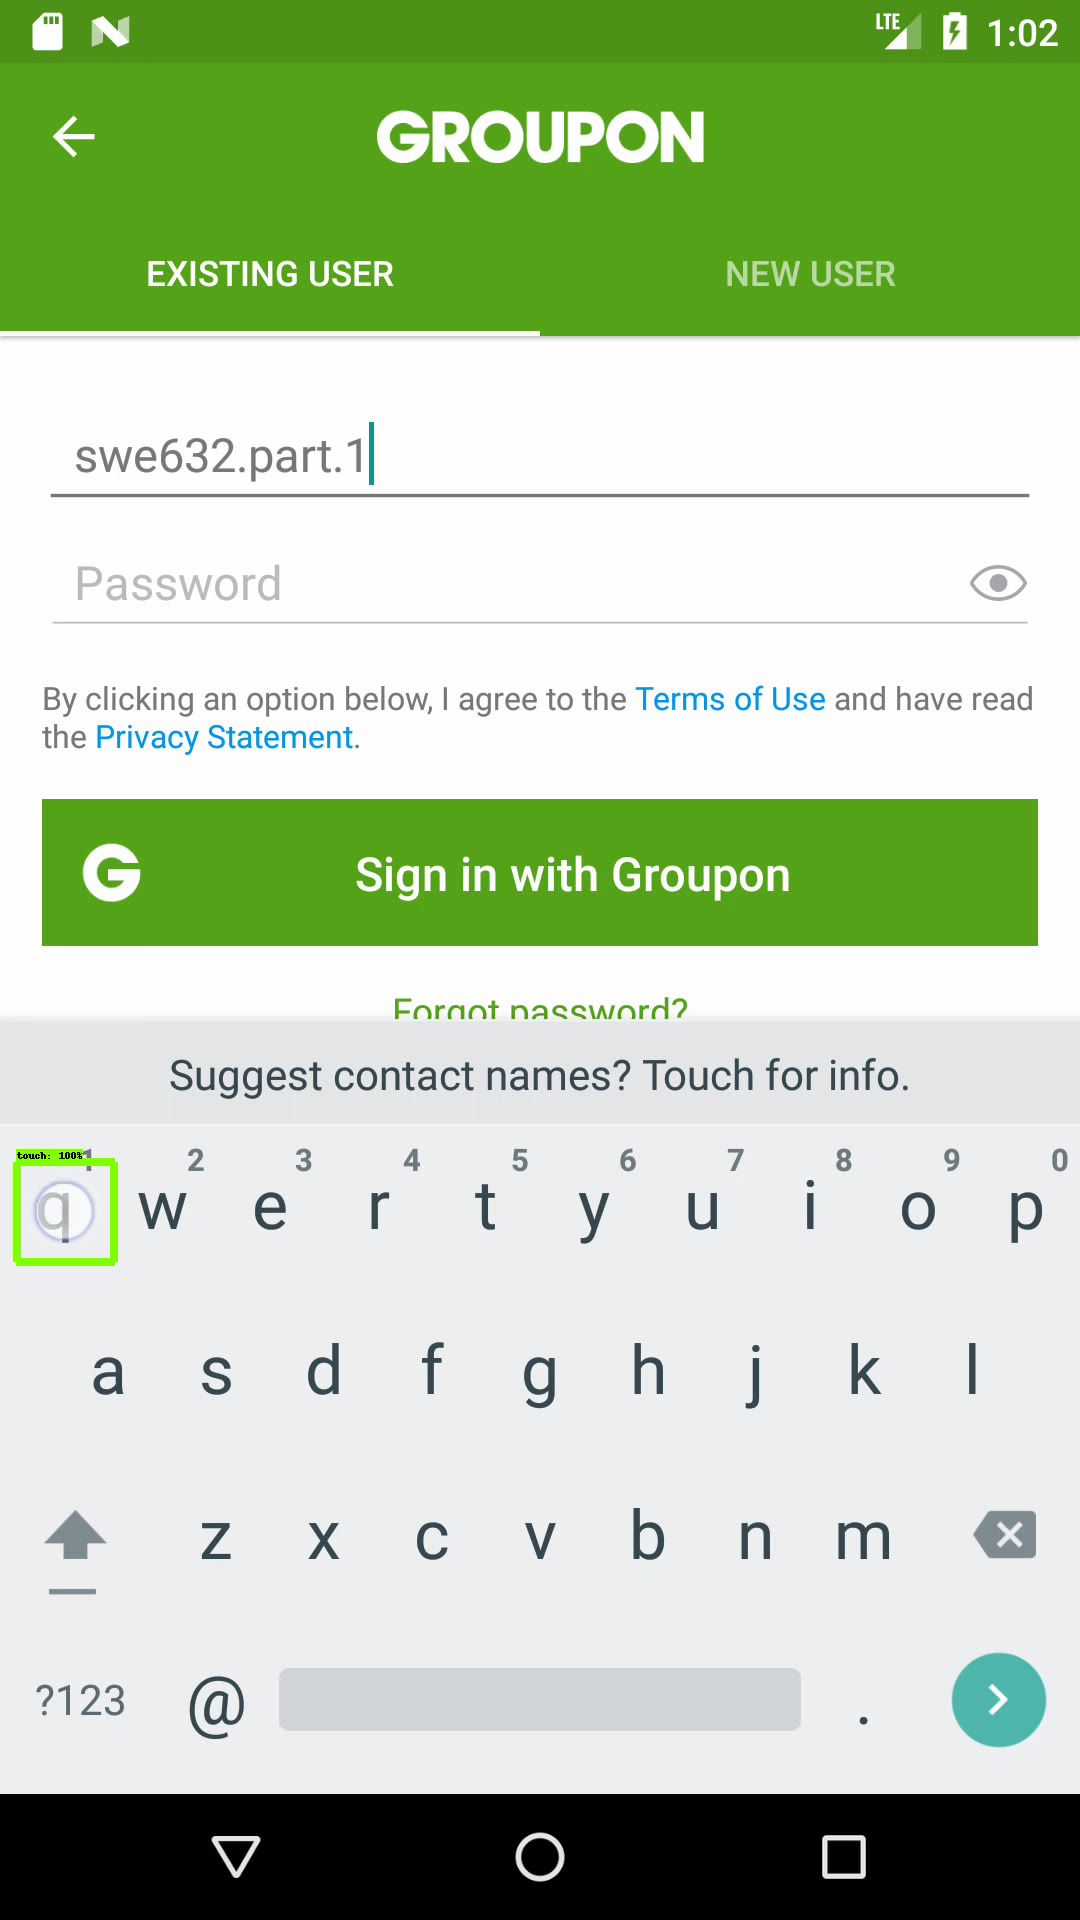 LTE 1:02
GROUPON
EXISTING USER NEW USER
swe632.part.1
Password
By clicking an option below, I agree to the Terms of Use and have read
the Privacy Statement.
G Sign in with Groupon
Forgot password?
Suggest contact names? Touch for info.
touch: 100%
1 2 3 4 5 6 7 8 9 0
q w e r t y u i o p
a s d f g h j k l
z x c v b n m
?123 @ .